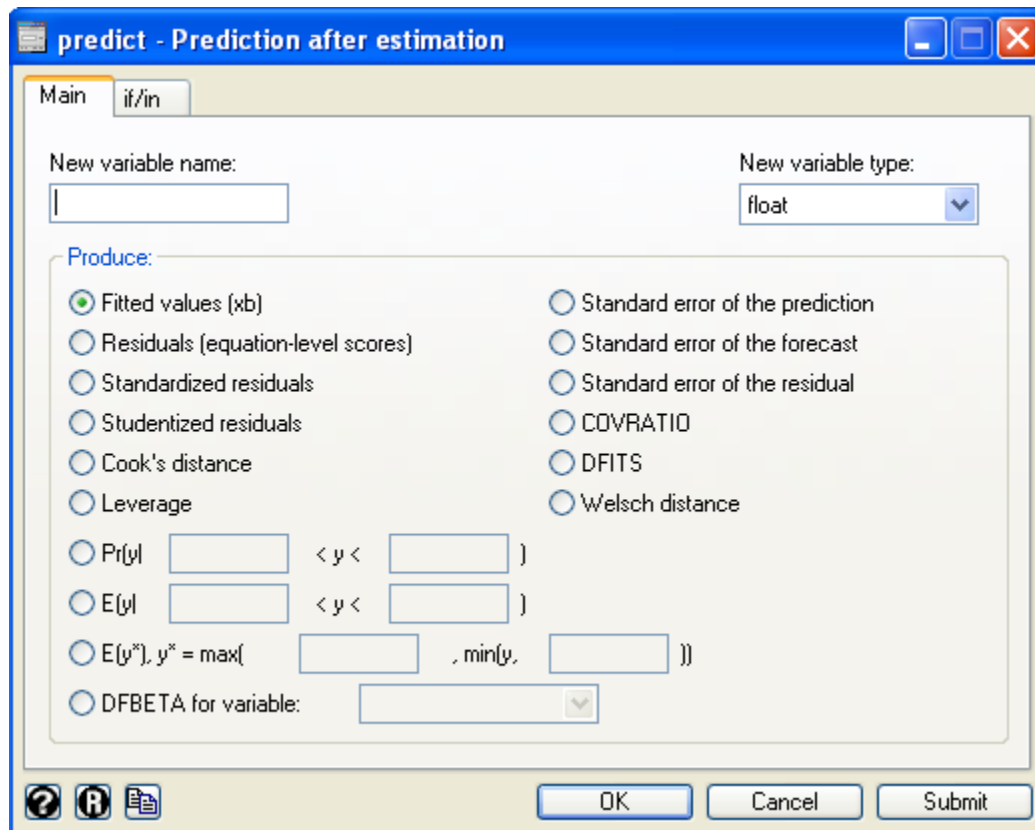 predict - Prediction after estimation
Main if/in
New variable name: New variable type:
float
Produce:
Fitted values (xb) Standard error of the prediction
Residuals (equation-level scores) Standard error of the forecast
Standardized residuals Standard error of the residual
Studentized residuals COVRATIO
Cook's distance DFITS
Leverage Welsch distance
Pr(y| < y < )
E(y| < y < )
E(y*), y* = max( , min(y, ))
DFBETA for variable:
? R OK Cancel Submit